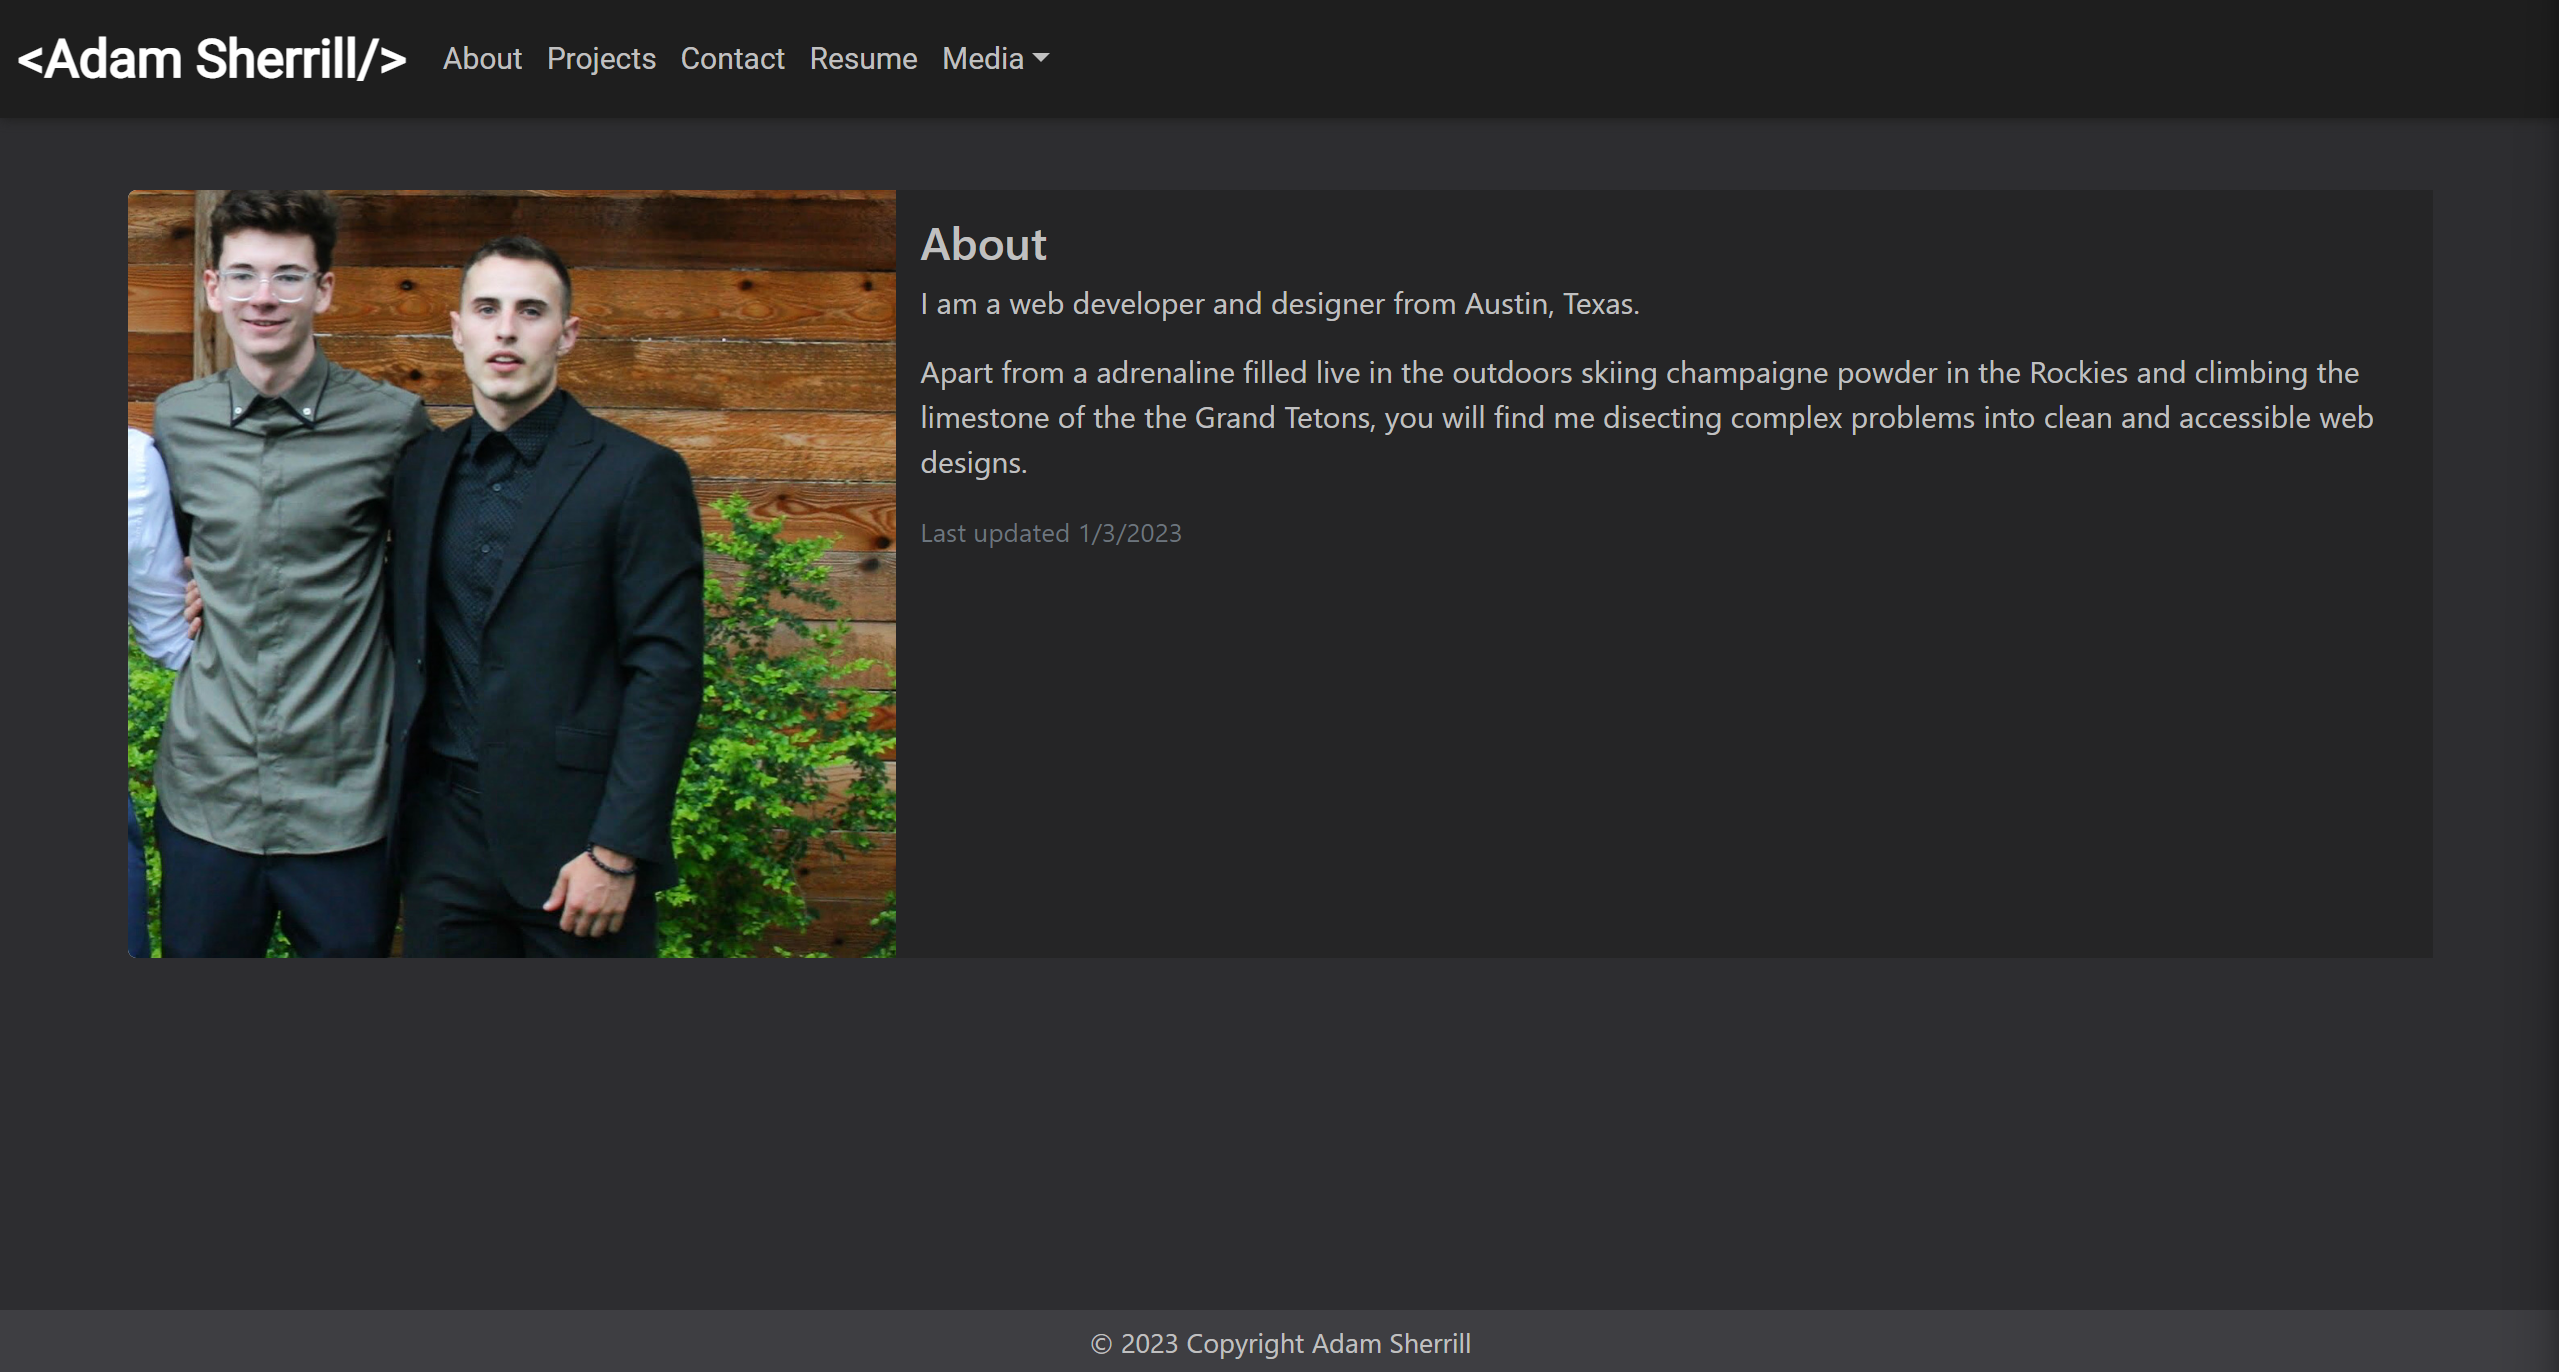 <Adam Sherrill/> About Projects Contact Resume Media
About
I am a web developer and designer from Austin, Texas.
Apart from a adrenaline filled live in the outdoors skiing champaigne powder in the Rockies and climbing the
limestone of the the Grand Tetons, you will find me disecting complex problems into clean and accessible web
designs.
Last updated 1/3/2023
© 2023 Copyright Adam Sherrill